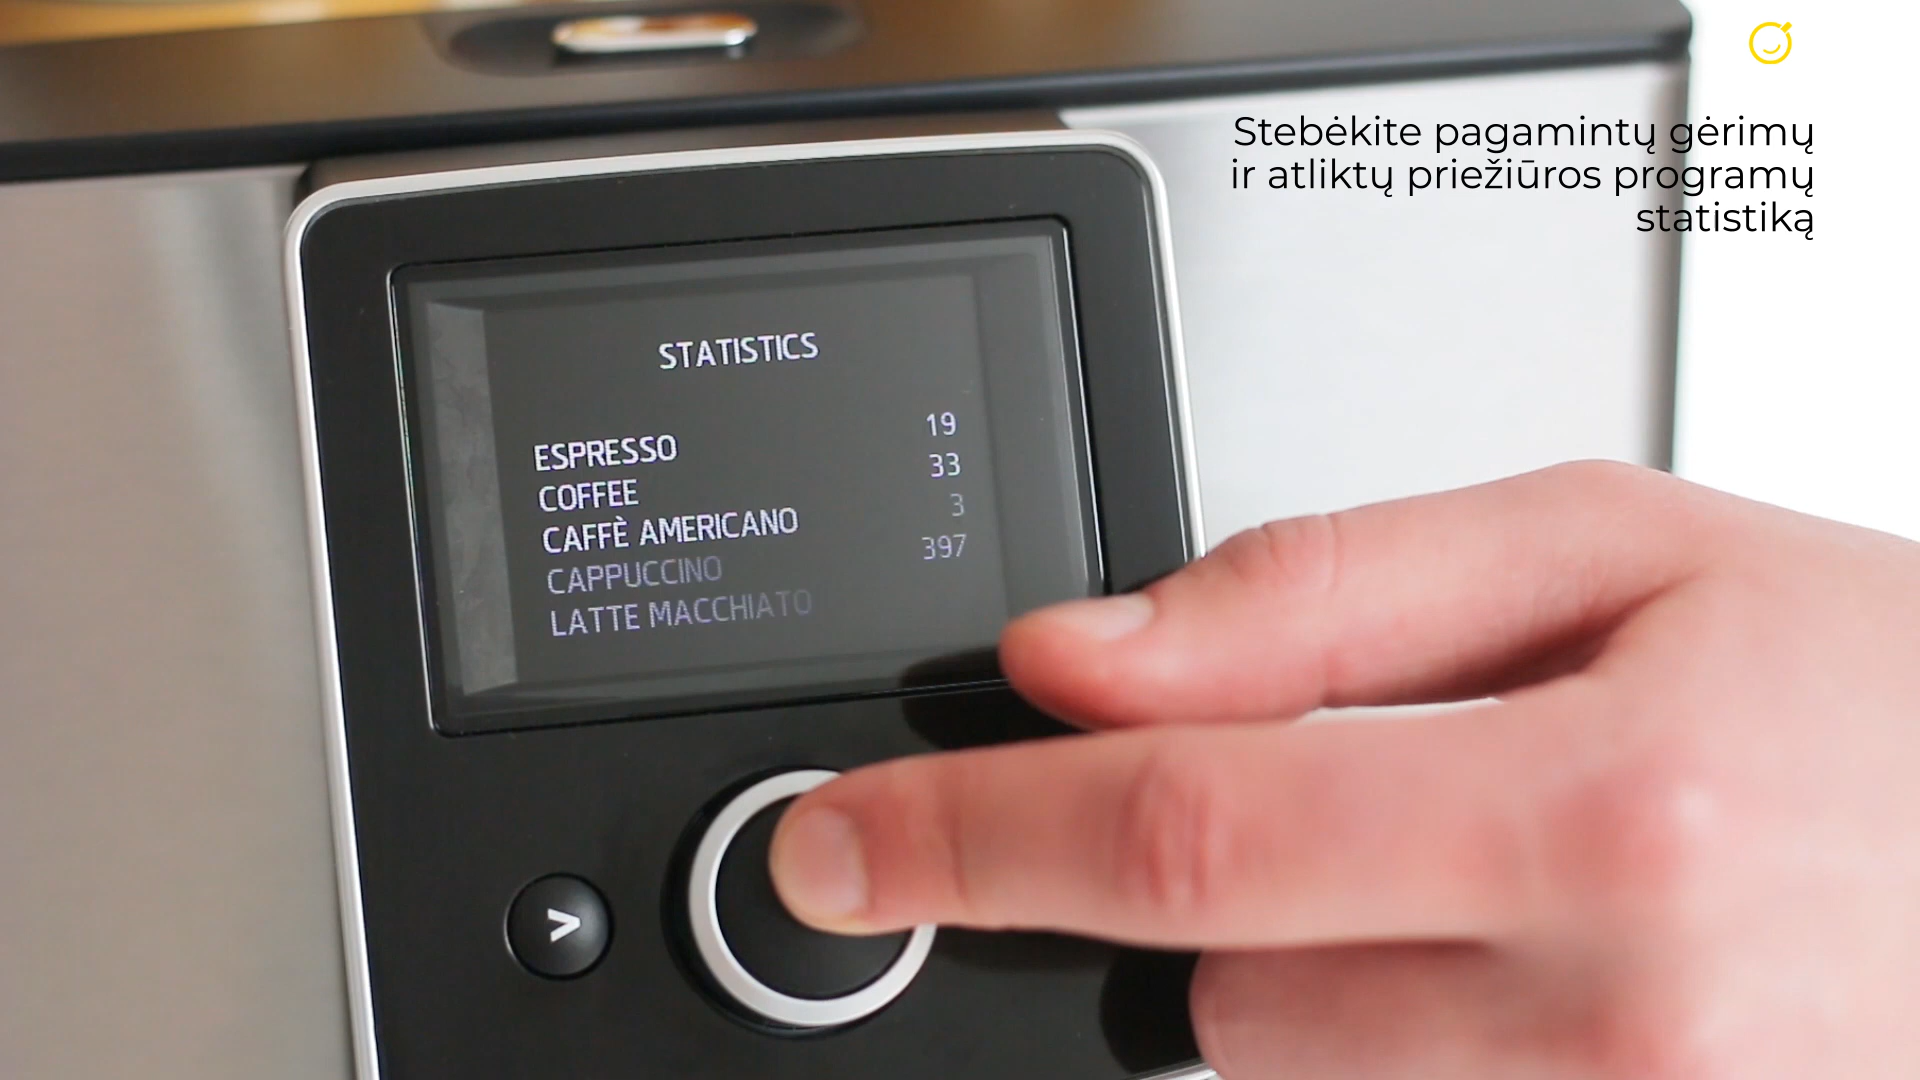 Stebėkite pagamintų gėrimų
ir atliktų priežiūros programų
statistiką
STATISTICS
ESPRESSO 19
COFFEE 33
CAFFÈ AMERICANO 3
CAPPUCCINO 397
LATTE MACCHIATO
>